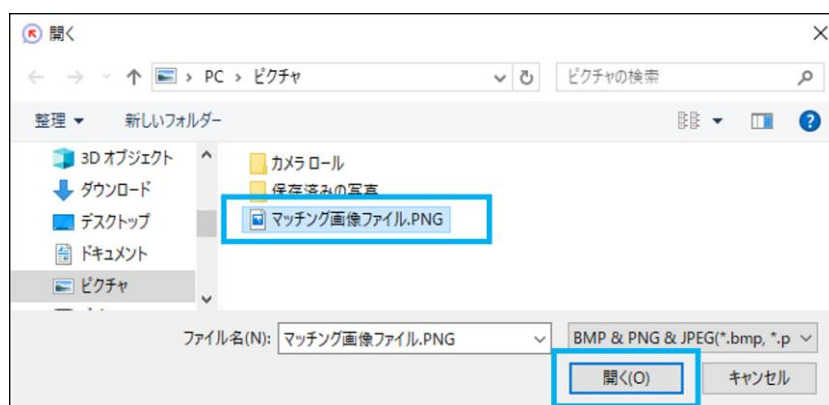 開く
PC › ピクチャ
ピクチャの検索
整理
新しいフォルダー
3D オブジェクト
ダウンロード
デスクトップ
ドキュメント
ピクチャ
カメラ ロール
保存済みの写真
マッチング画像ファイル.PNG
ファイル名(N):
マッチング画像ファイル.PNG
BMP & PNG & JPEG(*.bmp, *.p
開く(O)
キャンセル